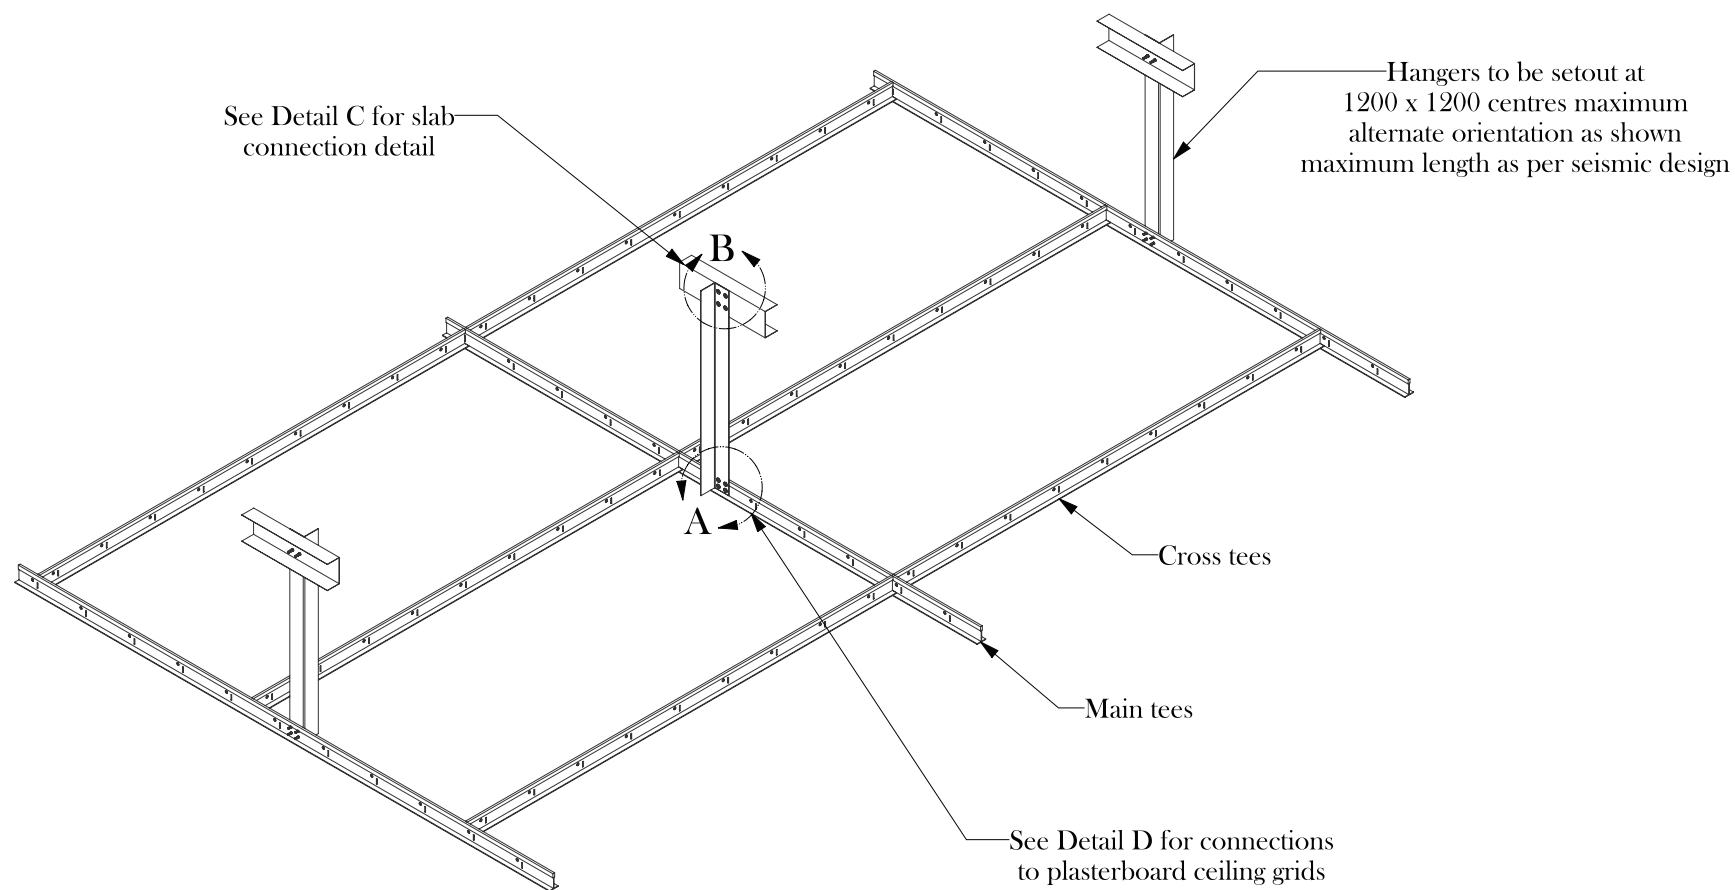 Hangers to be setout at
1200 x 1200 centres maximum
alternate orientation as shown
maximum length as per seismic design
See Detail C for slab
connection detail
B
A
Cross tees
Main tees
See Detail D for connections
to plasterboard ceiling grids